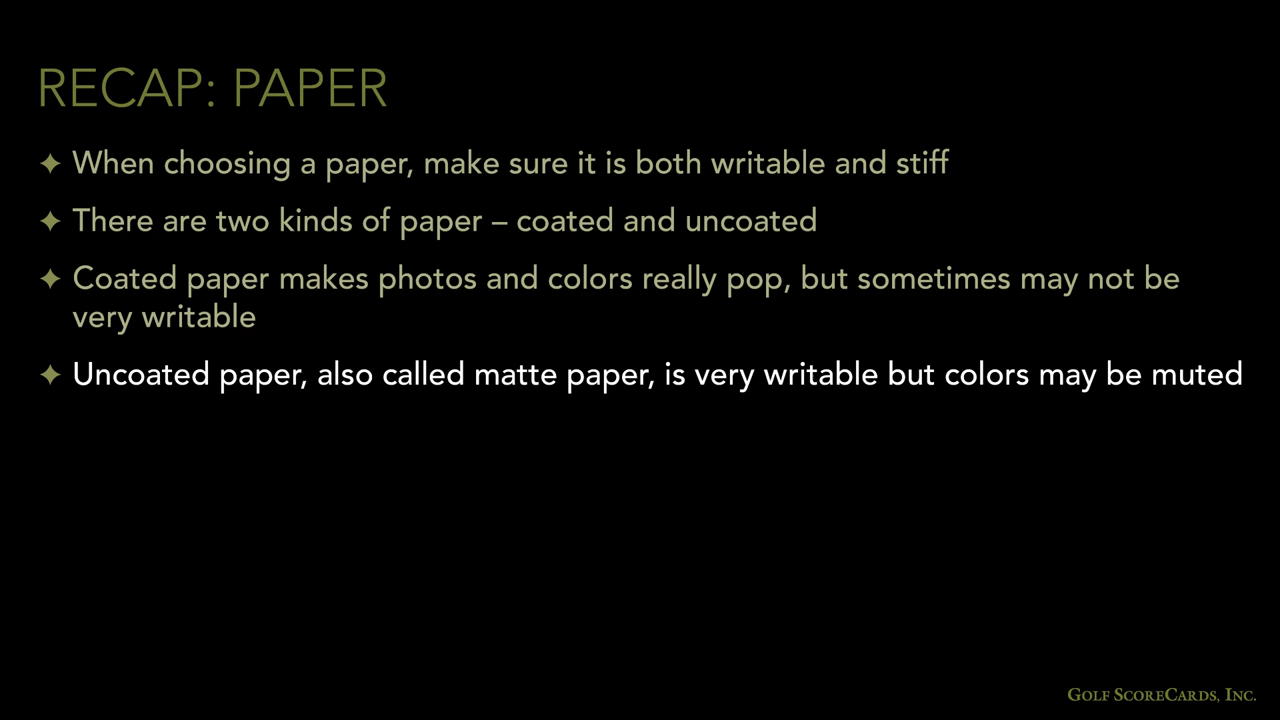 RECAP: PAPER
✦ When choosing a paper, make sure it is both writable and stiff
✦ There are two kinds of paper – coated and uncoated
✦ Coated paper makes photos and colors really pop, but sometimes may not be
very writable
✦ Uncoated paper, also called matte paper, is very writable but colors may be muted
GOLF SCORECARDS, INC.